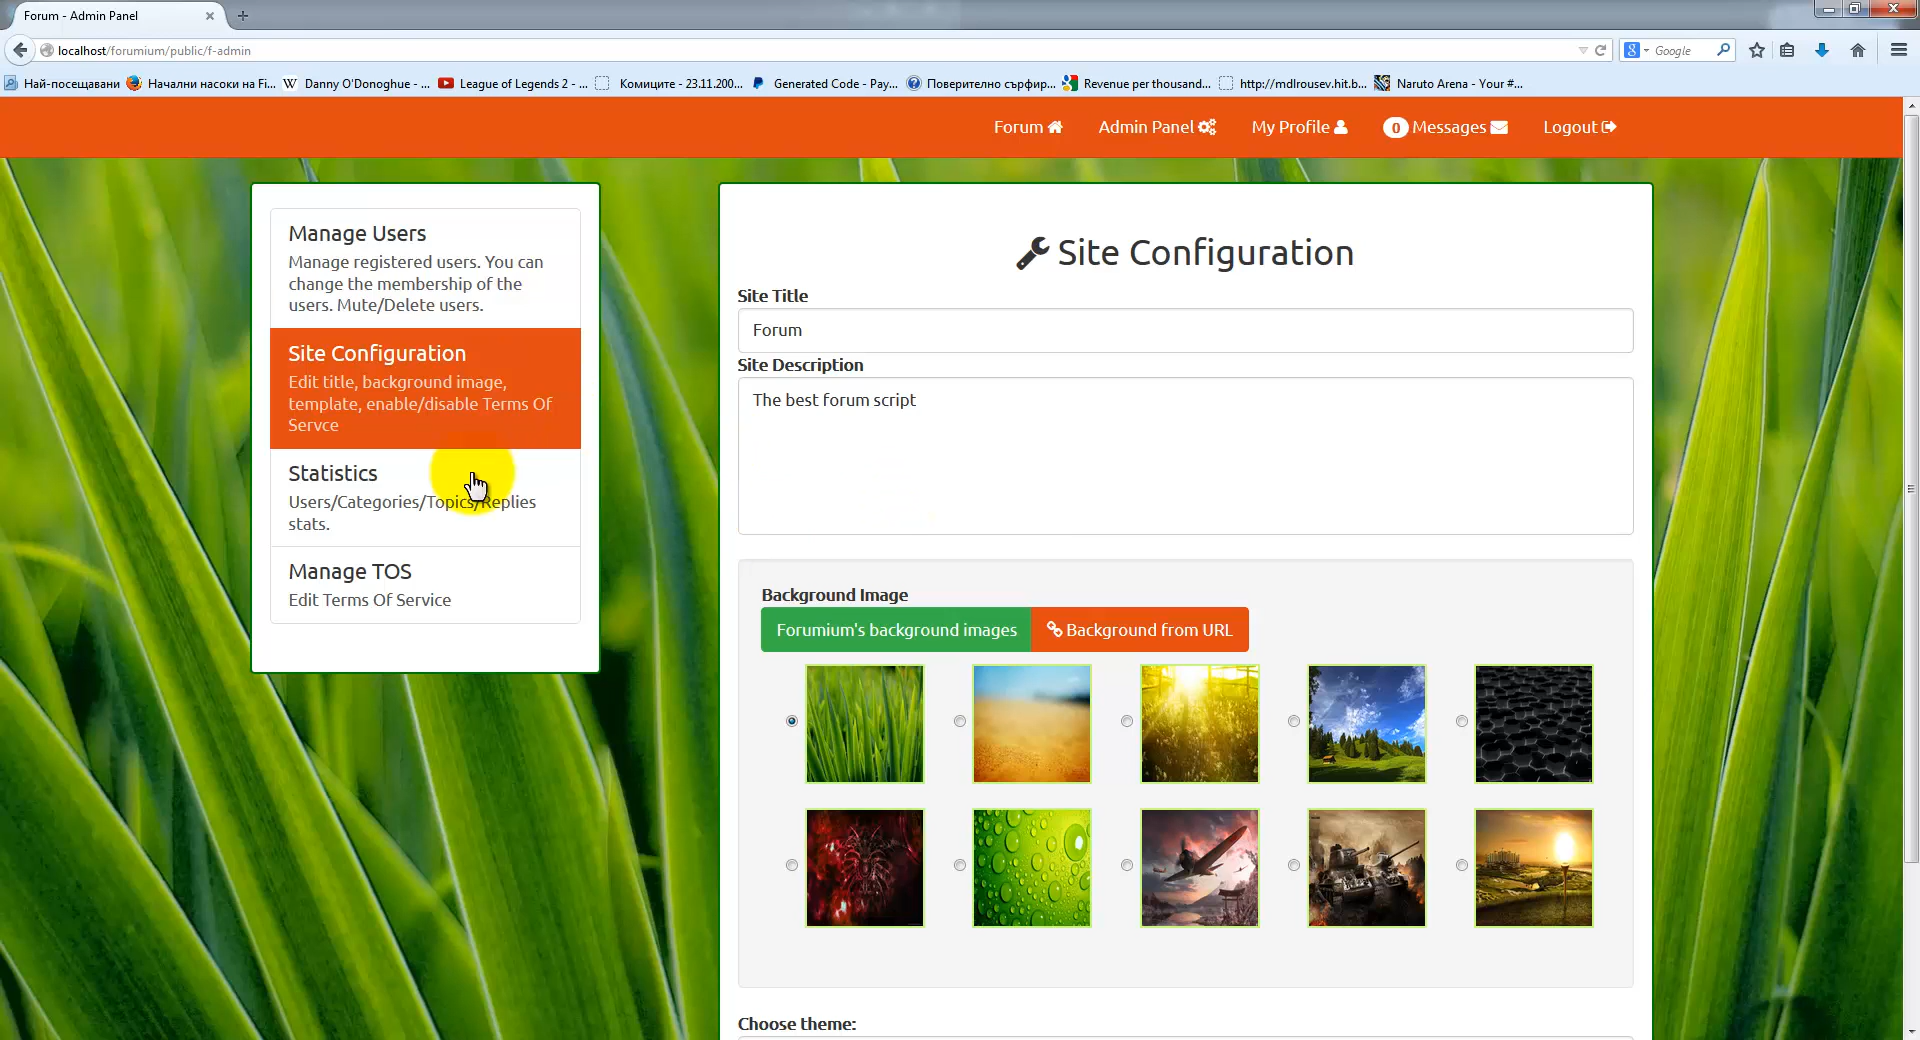 Forum - Admin Panel
localhost/forumium/public/f-admin
Google
Най-посещавани
Начални насоки на Fi...
Danny O'Donoghue - ...
League of Legends 2 - ...
Комиците - 23.11.200...
Generated Code - Pay...
Поверително сърфир...
Revenue per thousand...
http://mdlrousev.hit.b...
Naruto Arena - Your #...
Forum
Admin Panel
My Profile
0 Messages
Logout
Manage Users
Manage registered users. You can
change the membership of the
users. Mute/Delete users.
Site Configuration
Edit title, background image,
template, enable/disable Terms Of
Servce
Statistics
Users/Categories/Topics/Replies
stats.
Manage TOS
Edit Terms Of Service
Site Configuration
Site Title
Forum
Site Description
The best forum script
Background Image
Forumium's background images
Background from URL
Choose theme: